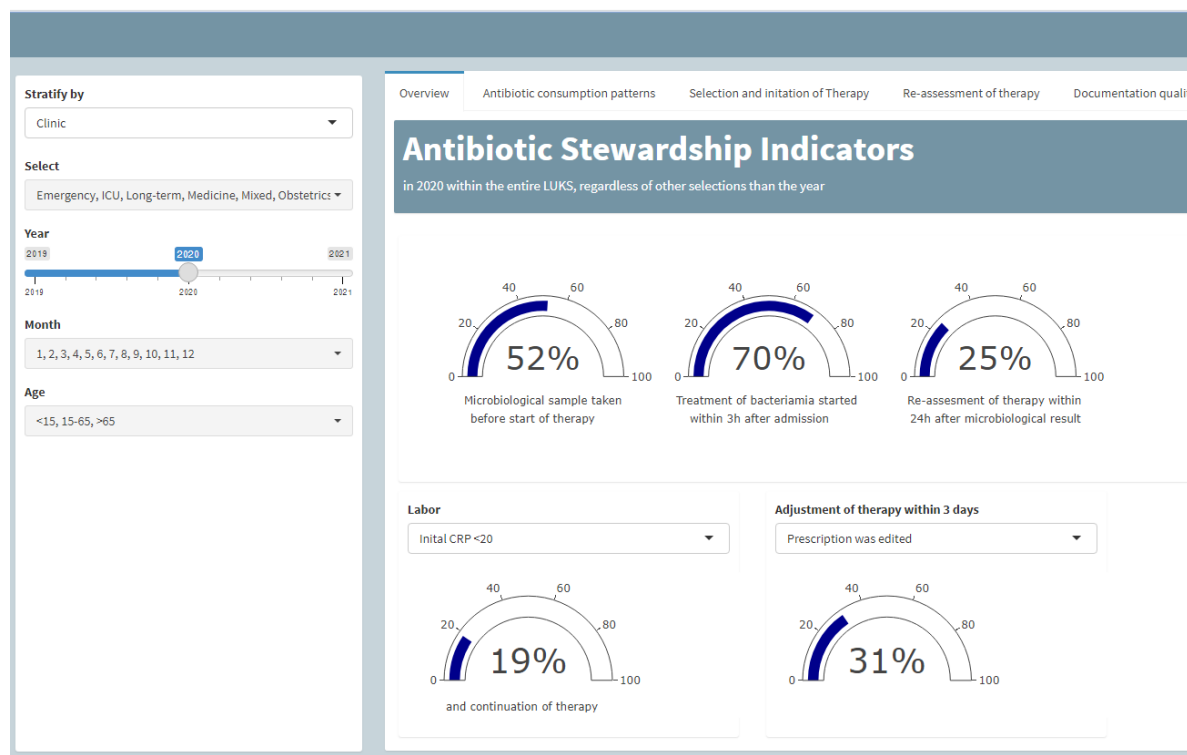 Stratify by
Clinic
Select
Emergency, ICU, Long-term, Medicine, Mixed, Obstetrics
Year
2019 2020 2021
2019 2020 2021
Month
1, 2, 3, 4, 5, 6, 7, 8, 9, 10, 11, 12
Age
<15, 15-65, >65
Overview Antibiotic consumption patterns Selection and initation of Therapy Re-assessment of therapy Documentation quali
Antibiotic Stewardship Indicators
in 2020 within the entire LUKS, regardless of other selections than the year
40 60 40 60 40 60
20 80 20 80 20 80
52% 70% 25%
0 100 0 100 0 100
Microbiological sample taken Treatment of bacteriamia started Re-assesment of therapy within
before start of therapy within 3h after admission 24h after microbiological result
Labor Adjustment of therapy within 3 days
Inital CRP <20 Prescription was edited
40 60 40 60
20 80 20 80
19% 31%
0 100 0 100
and continuation of therapy